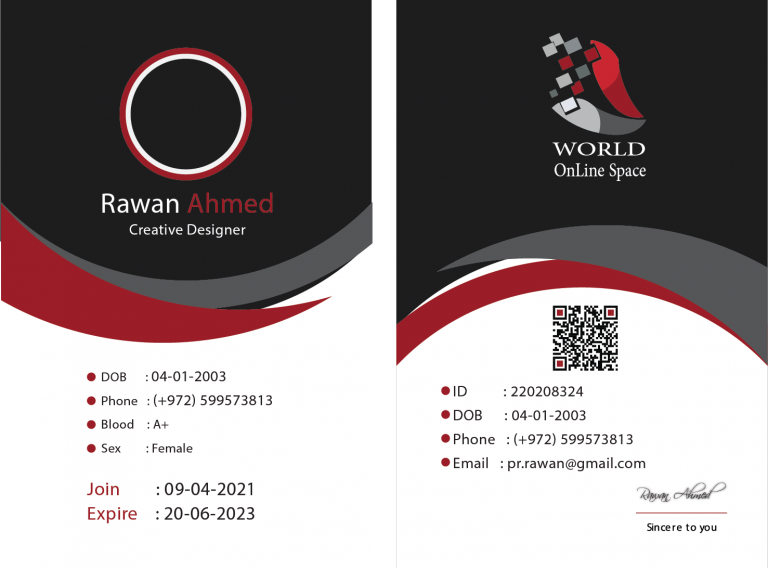 Rawan Ahmed
Creative Designer
DOB : 04-01-2003
Phone : (+972) 599573813
Blood : A+
Sex : Female
Join : 09-04-2021
Expire : 20-06-2023
WORLD
OnLine Space
ID : 220208324
DOB : 04-01-2003
Phone : (+972) 599573813
Email : pr.rawan@gmail.com
Rawan Ahmed
Sincere to you